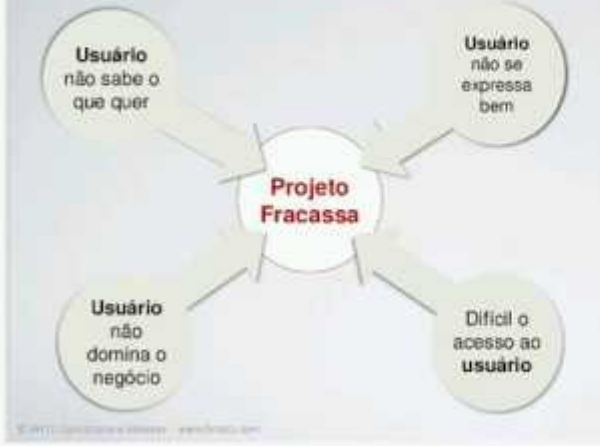 Usuário
não sabe o
que quer
Usuário
não se
expressa
bem
Projeto
Fracassa
Usuário
não
domina o
negócio
Difícil o
acesso ao
usuário